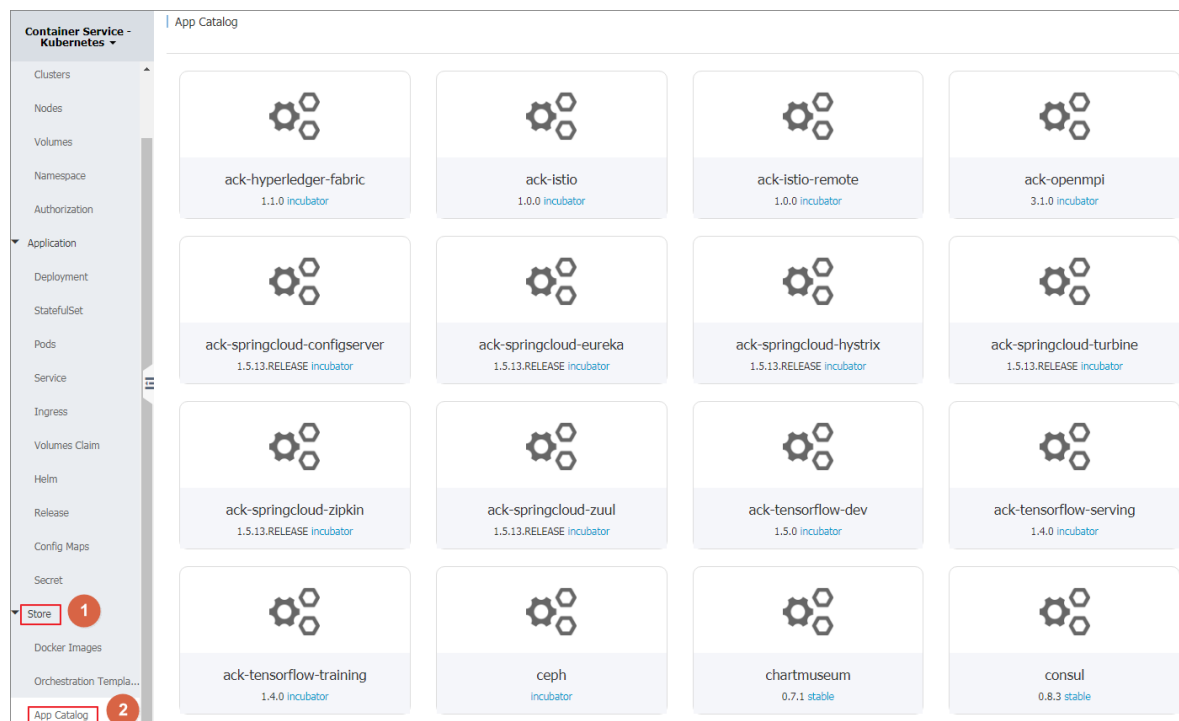 Container Service -
Kubernetes
Clusters
Nodes
Volumes
Namespace
Authorization
Application
Deployment
StatefulSet
Pods
Service
Ingress
Volumes Claim
Helm
Release
Config Maps
Secret
Store
1
Docker Images
Orchestration Templa...
App Catalog
2
App Catalog
ack-hyperledger-fabric
1.1.0 incubator
ack-istio
1.0.0 incubator
ack-istio-remote
1.0.0 incubator
ack-openmpi
3.1.0 incubator
ack-springcloud-configserver
1.5.13.RELEASE incubator
ack-springcloud-eureka
1.5.13.RELEASE incubator
ack-springcloud-hystrix
1.5.13.RELEASE incubator
ack-springcloud-turbine
1.5.13.RELEASE incubator
ack-springcloud-zipkin
1.5.13.RELEASE incubator
ack-springcloud-zuul
1.5.13.RELEASE incubator
ack-tensorflow-dev
1.5.0 incubator
ack-tensorflow-serving
1.4.0 incubator
ack-tensorflow-training
1.4.0 incubator
ceph
incubator
chartmuseum
0.7.1 stable
consul
0.8.3 stable